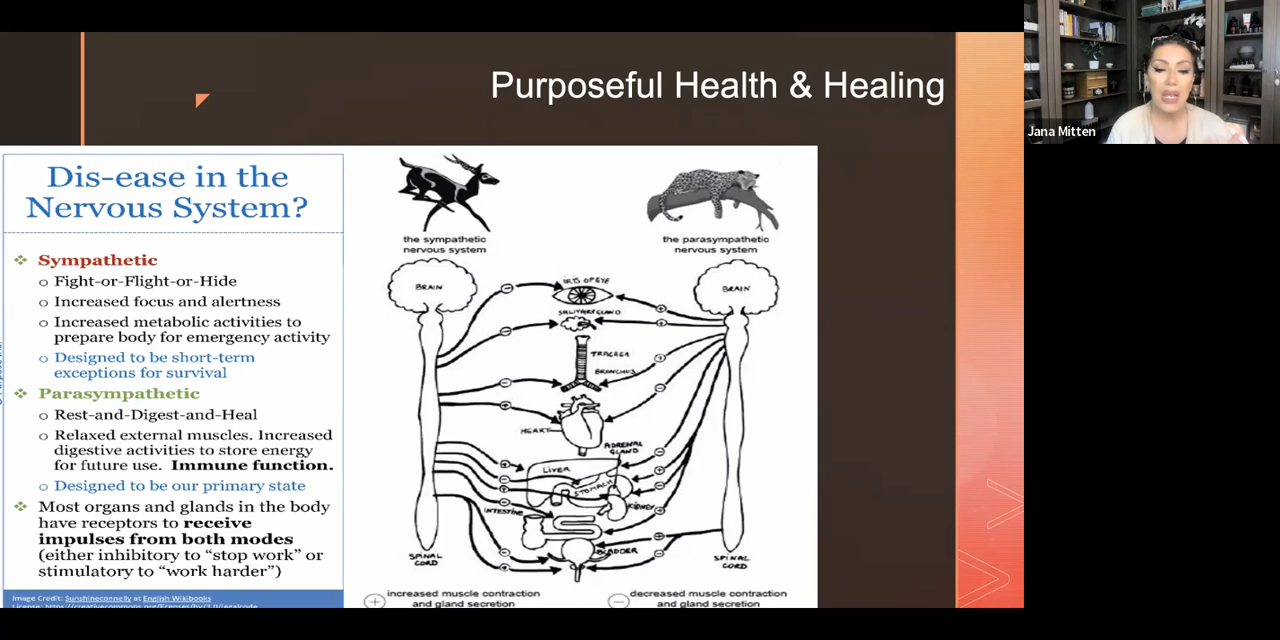 Purposeful Health & Healing
Jana Mitten
Dis-ease in the
Nervous System?
Sympathetic
Fight-or-Flight-or-Hide
Increased focus and alertness
Increased metabolic activities to
prepare body for emergency activity
Designed to be short-term
exceptions for survival
Parasympathetic
Rest-and-Digest-and-Heal
Relaxed external muscles. Increased
digestive activities to store energy
for future use. Immune function.
Designed to be our primary state
Most organs and glands in the body
have receptors to receive
impulses from both modes
(either inhibitory to “stop work” or
stimulatory to “work harder”)
Image Credit: Sunshineconnelly at English Wikibooks
the sympathetic
nervous system
the parasympathetic
nervous system
BRAIN
BRAIN
IRIS OF EYE
SALIVARY GLAND
TRACHEA
BRONCHUS
HEART
ADRENAL
GLAND
LIVER
STOMACH
KIDNEY
INTESTINE
BLADDER
SPINAL
CORD
SPINAL
CORD
increased muscle contraction
and gland secretion
decreased muscle contraction
and gland secretion